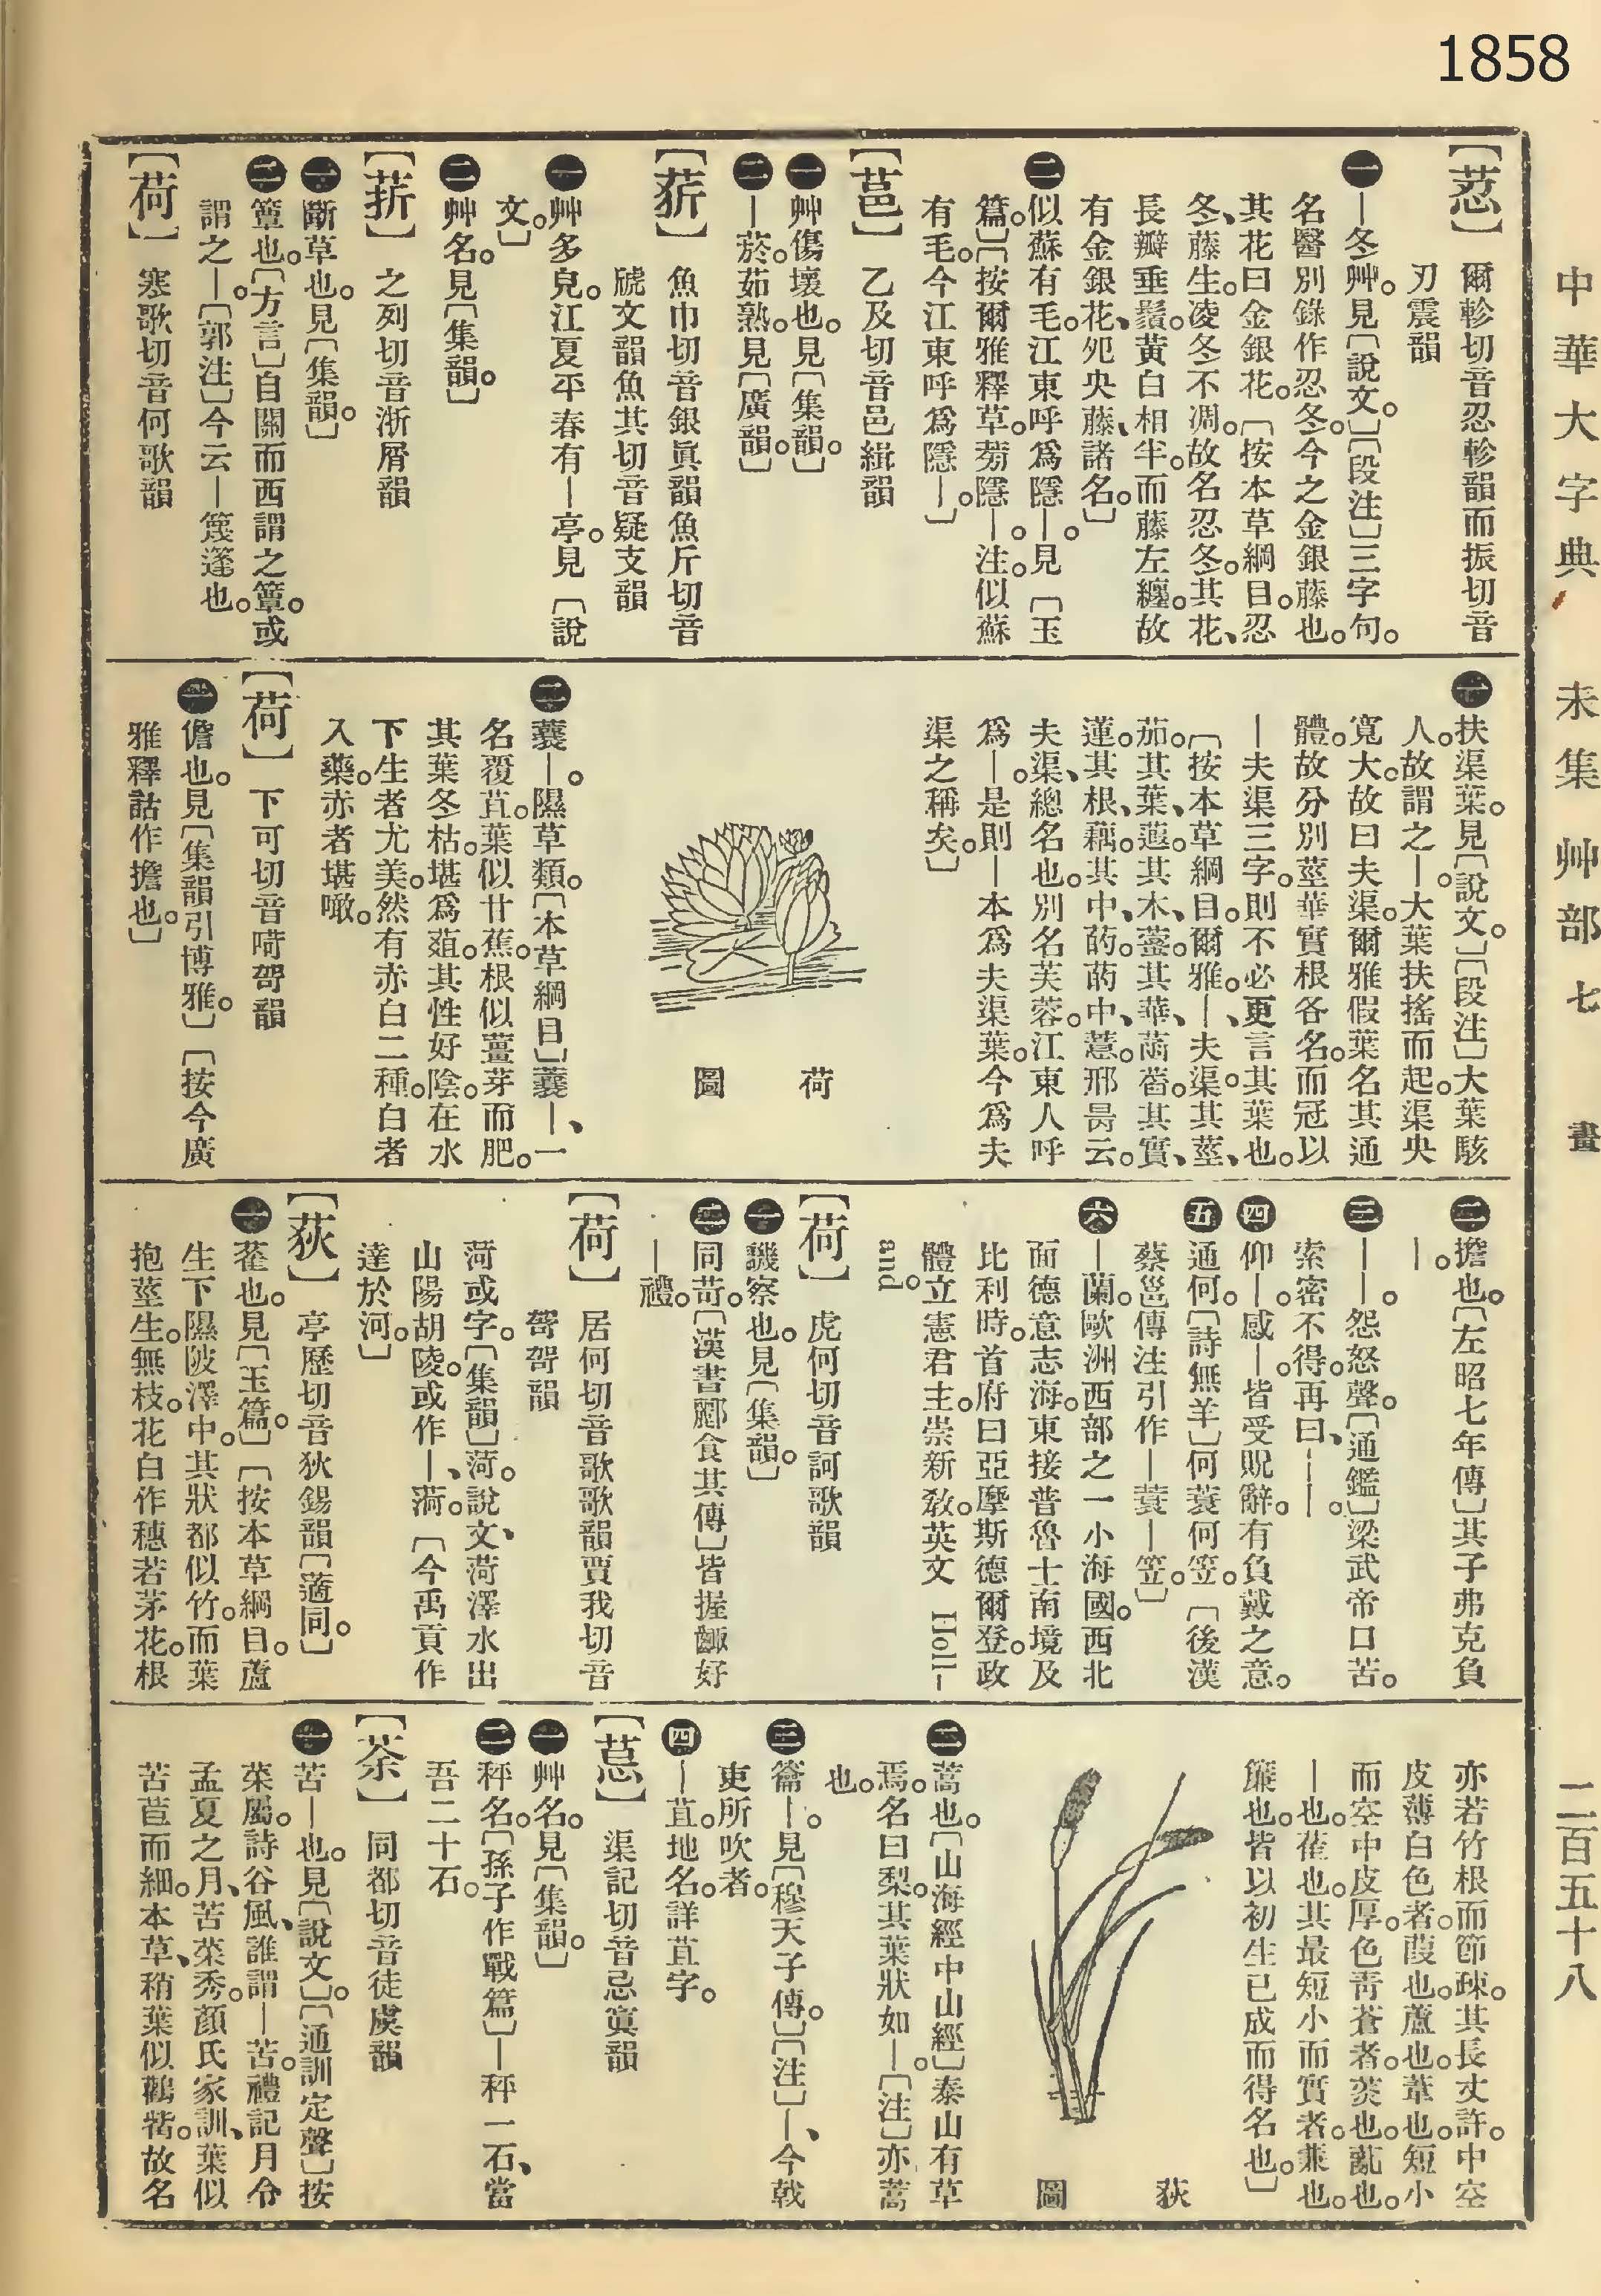 1858
中華大字典　未集　艸部　七畫　二百五十八
【荵】爾軫切音忍軫韻而振切音
刃震韻
㊀｜冬艸。見〔說文。〕〔段注〕三字句。
名醫別錄作忍冬。今之金銀藤也。
其花曰金銀花。〔按本草綱目。忍
冬、藤生。凌冬不凋。故名忍冬。其花、
長瓣垂鬚。黃白相半。而藤左纏。故
有金銀花、夗央藤、諸名。〕
㊁似蘇有毛。江東呼爲隱｜。見〔玉
篇。〕〔按爾雅釋草。蒡隱｜。注。似蘇
有毛。今江東呼爲隱｜。〕
【莒】乙及切音邑緝韻
㊀艸傷壞也。見〔集韻。〕
㊁｜菸。茹熟。見〔廣韻。〕
【菥】魚巾切音銀眞韻魚斤切音
虒文韻魚其切音疑支韻
㊀艸多皃。江夏平春有｜亭。見〔說
文。〕
㊁艸名。見〔集韻。〕
【菥】之列切音浙屑韻
㊀斷草也。見〔集韻。〕
㊁簟也。〔方言〕自關而西謂之簟。或
謂之｜。〔郭注〕今云｜篾篷也。
【荷】寒歌切音何歌韻
㊀扶渠葉。見〔說文。〕〔段注〕大葉駭
人。故謂之｜。大葉扶搖而起。渠央
寬大。故曰夫渠。爾雅假葉名其通
體。故分別莖華實根各名。而冠以
｜夫渠三字。則不必更言其葉也。
〔按本草綱目。爾雅。｜、夫渠。其莖、
茄。其葉、蕸。其本、蔤。其華、菡萏。其實、
蓮。其根、藕。其中、菂。菂中、薏。邢昺云。
夫渠、總名也。別名芙蓉。江東人呼
爲｜。是則｜本爲夫渠葉。今爲夫
渠之稱矣。〕
荷圖
㊁蘘｜。隰草類。〔本草綱目〕蘘｜、一
名覆苴。葉似甘蕉。根似薑芽而肥。
其葉冬枯。堪爲葅。其性好陰。在水
下生者尤美。然有赤白二種。白者
入藥。赤者堪噉。
【荷】下可切音哿哿韻
㊀儋也。見〔集韻引博雅。〕〔按今廣
雅釋詁作擔也。〕
㊁擔也。〔左昭七年傳〕其子弗克負
｜。
㊂｜｜。怨怒聲。〔通鑑〕梁武帝口苦。
索密不得。再曰、｜｜。
㊃仰｜。感｜。皆受貺辭。有負戴之意。
㊄通何。〔詩無羊〕何蓑何笠。〔後漢
蔡邕傳注引作｜蓑｜笠。〕
㊅｜蘭。歐洲西部之一小海國。西北
面德意志海。東接普魯士南境及
比利時。首府曰亞摩斯德爾登。政
體立憲君主。崇新敎。英文 Holl-
and。
【荷】虎何切音訶歌韻
㊀譏察也。見〔集韻。〕
㊁同苛。〔漢書酈食其傳〕皆握齱好
｜禮。
【荷】居何切音歌歌韻賈我切音
哿哿韻
菏或字。〔集韻〕菏。說文、菏澤水出
山陽胡陵。或作｜、菏。〔今禹貢作
達於河。〕
【荻】亭歷切音狄錫韻〔藡同。〕
㊀藋也。見〔玉篇。〕〔按本草綱目。蘆
生下隰陂澤中。其狀都似竹。而葉
抱莖生。無枝。花白作穗若茅花。根
亦若竹根而節疎。其長丈許。中空
皮薄白色者。葭也。蘆也。葦也。短小
而空中皮厚。色靑蒼者。菼也。薍也。
｜也。萑也。其最短小而實者。蒹也。
簾也。皆以初生已成而得名也。〕
荻圖
㊁蒿也。〔山海經中山經〕泰山有草
焉。名曰梨。其葉狀如｜。〔注〕亦蒿
也。
㊂籥｜。見〔穆天子傳。〕〔注〕｜、今戟
吏所吹者。
㊃｜苴。地名。詳苴字。
【惎】渠記切音忌寘韻
㊀艸名。見〔集韻。〕
㊁秤名。〔孫子作戰篇〕｜秤一石、當
吾二十石。
【荼】同都切音徒虞韻
㊀苦｜也。見〔說文。〕〔通訓定聲〕按
菜屬。詩谷風、誰謂｜苦。禮記月令
孟夏之月、苦菜秀。顏氏家訓、葉似
苦苣而細。本草、稍葉似鸛觜。故名